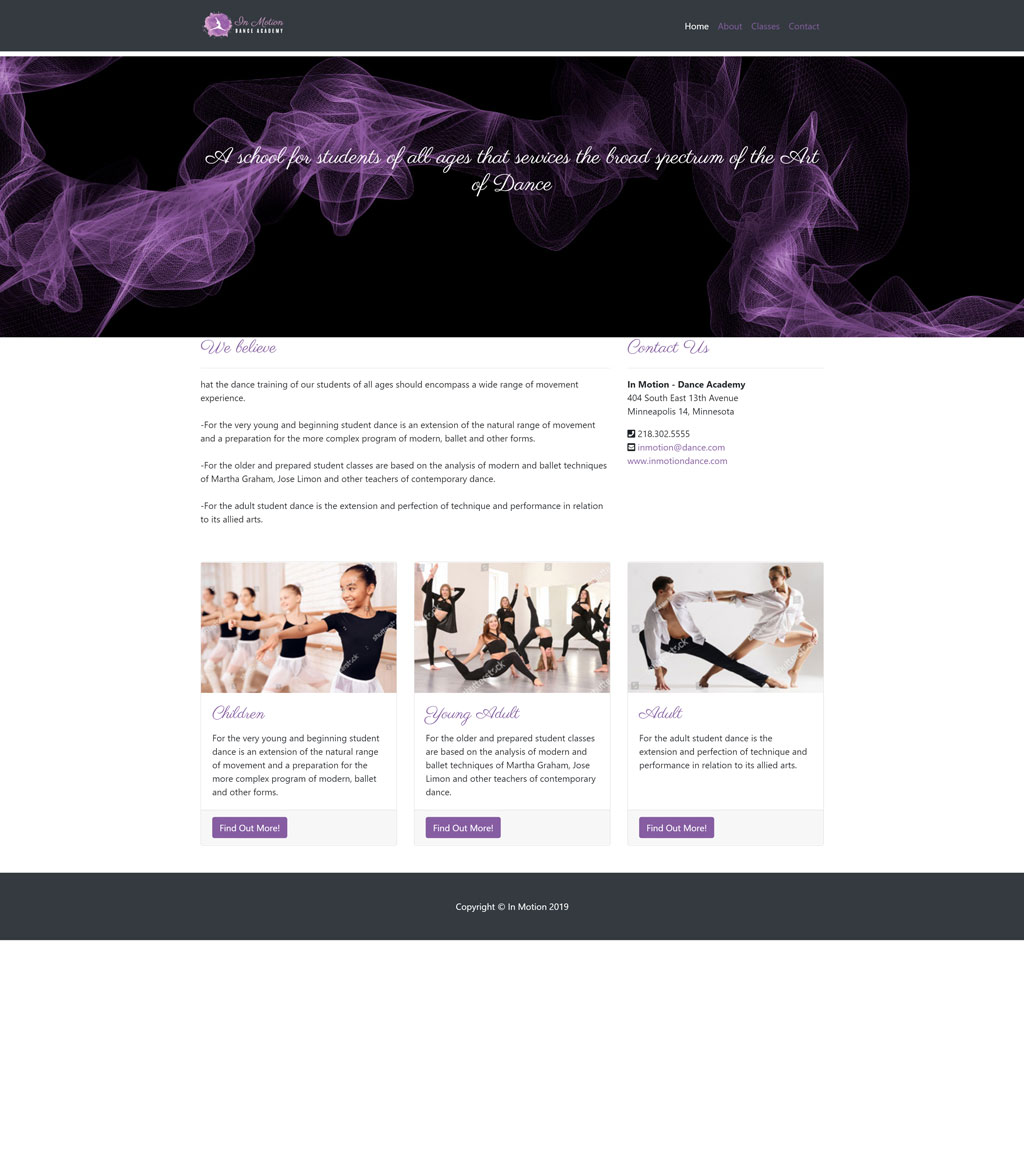 In Motion
DANCE ACADEMY
Home About Classes Contact
A school for students of all ages that services the broad spectrum of the Art
of Dance
We believe
hat the dance training of our students of all ages should encompass a wide range of movement
experience.
-For the very young and beginning student dance is an extension of the natural range of movement
and a preparation for the more complex program of modern, ballet and other forms.
-For the older and prepared student classes are based on the analysis of modern and ballet techniques
of Martha Graham, Jose Limon and other teachers of contemporary dance.
-For the adult student dance is the extension and perfection of technique and performance in relation
to its allied arts.
Contact Us
In Motion - Dance Academy
404 South East 13th Avenue
Minneapolis 14, Minnesota
218.302.5555
inmotion@dance.com
www.inmotiondance.com
Children
For the very young and beginning student
dance is an extension of the natural range
of movement and a preparation for the
more complex program of modern, ballet
and other forms.
Find Out More!
Young Adult
For the older and prepared student classes
are based on the analysis of modern and
ballet techniques of Martha Graham, Jose
Limon and other teachers of contemporary
dance.
Find Out More!
Adult
For the adult student dance is the
extension and perfection of technique and
performance in relation to its allied arts.
Find Out More!
Copyright © In Motion 2019